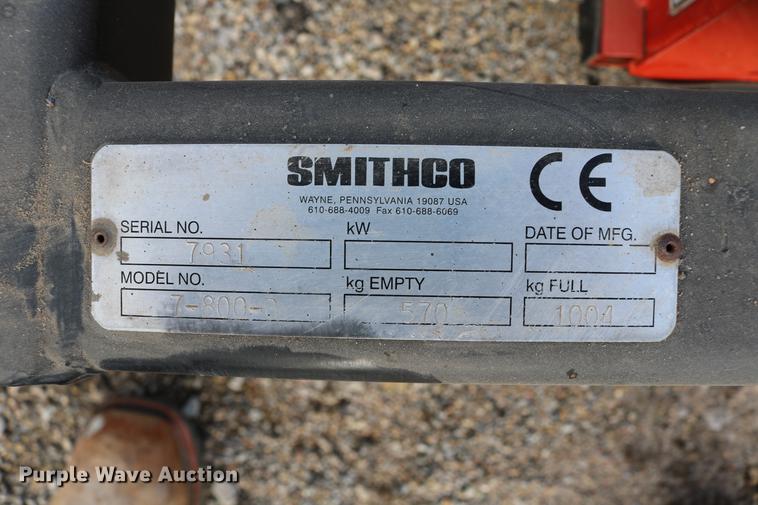 SMITHCO
CE
WAYNE, PENNSYLVANIA 19087 USA
610-688-4009 Fax 610-688-6069
SERIAL NO. kW DATE OF MFG.
7931
MODEL NO. kg EMPTY kg FULL
570 1004
Purple Wave Auction